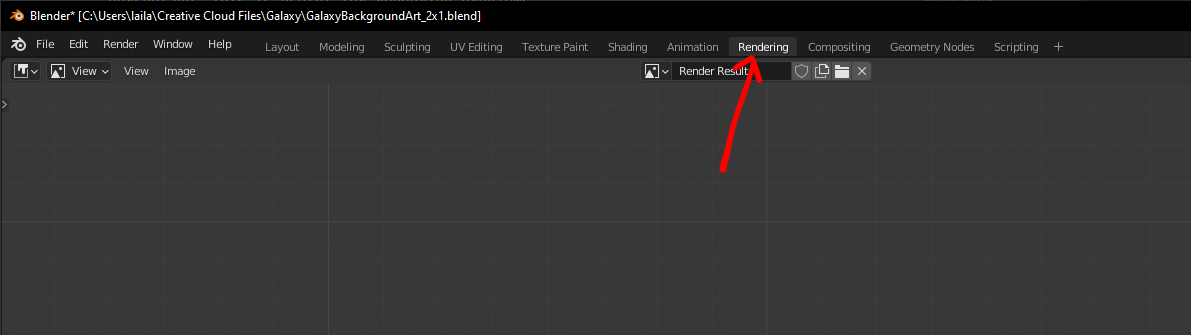 Blender* [C:\Users\laila\Creative Cloud Files\Galaxy\GalaxyBackgroundArt_2x1.blend]
File Edit Render Window Help Layout Modeling Sculpting UV Editing Texture Paint Shading Animation Rendering Compositing Geometry Nodes Scripting +
View View Image Render Result